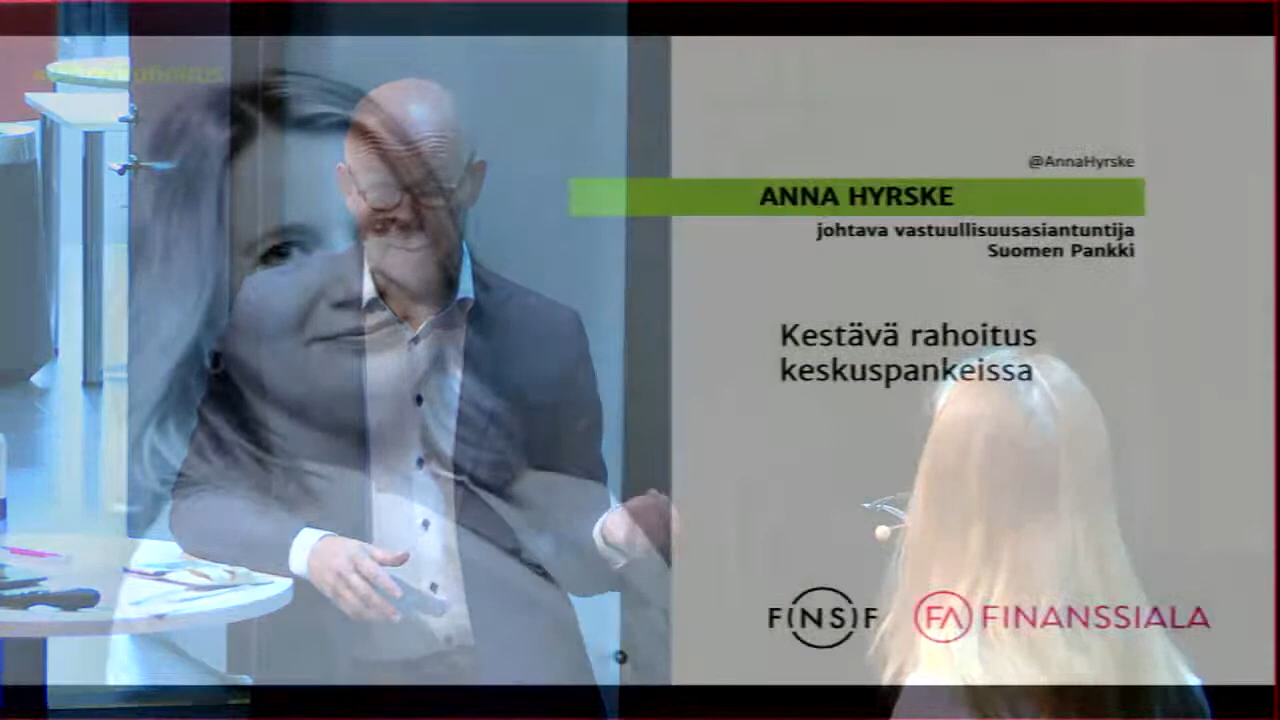 @AnnaHyrske
ANNA HYRSKE
johtava vastuullisuusasiantuntija
Suomen Pankki
Kestävä rahoitus
keskuspankeissa
FINSIF
FA FINANSSIALA